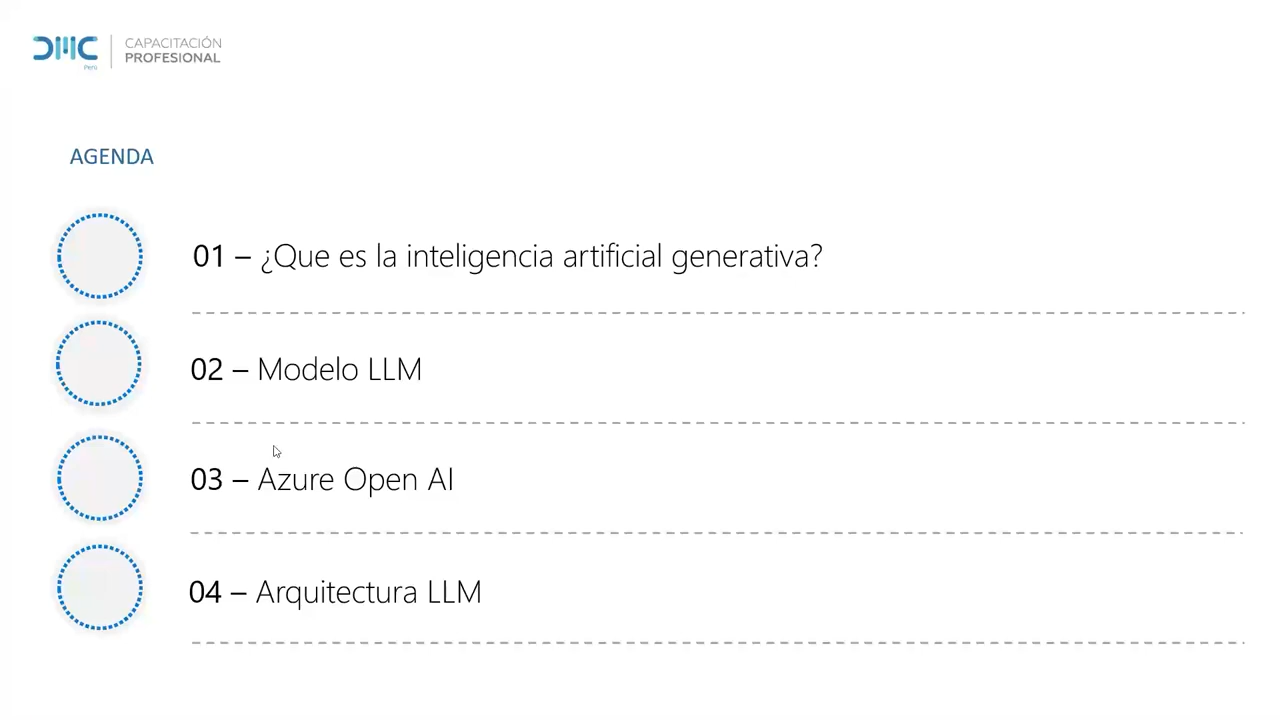 DMC
Perú
CAPACITACIÓN
PROFESIONAL
AGENDA
01 – ¿Que es la inteligencia artificial generativa?
02 – Modelo LLM
03 – Azure Open AI
04 – Arquitectura LLM